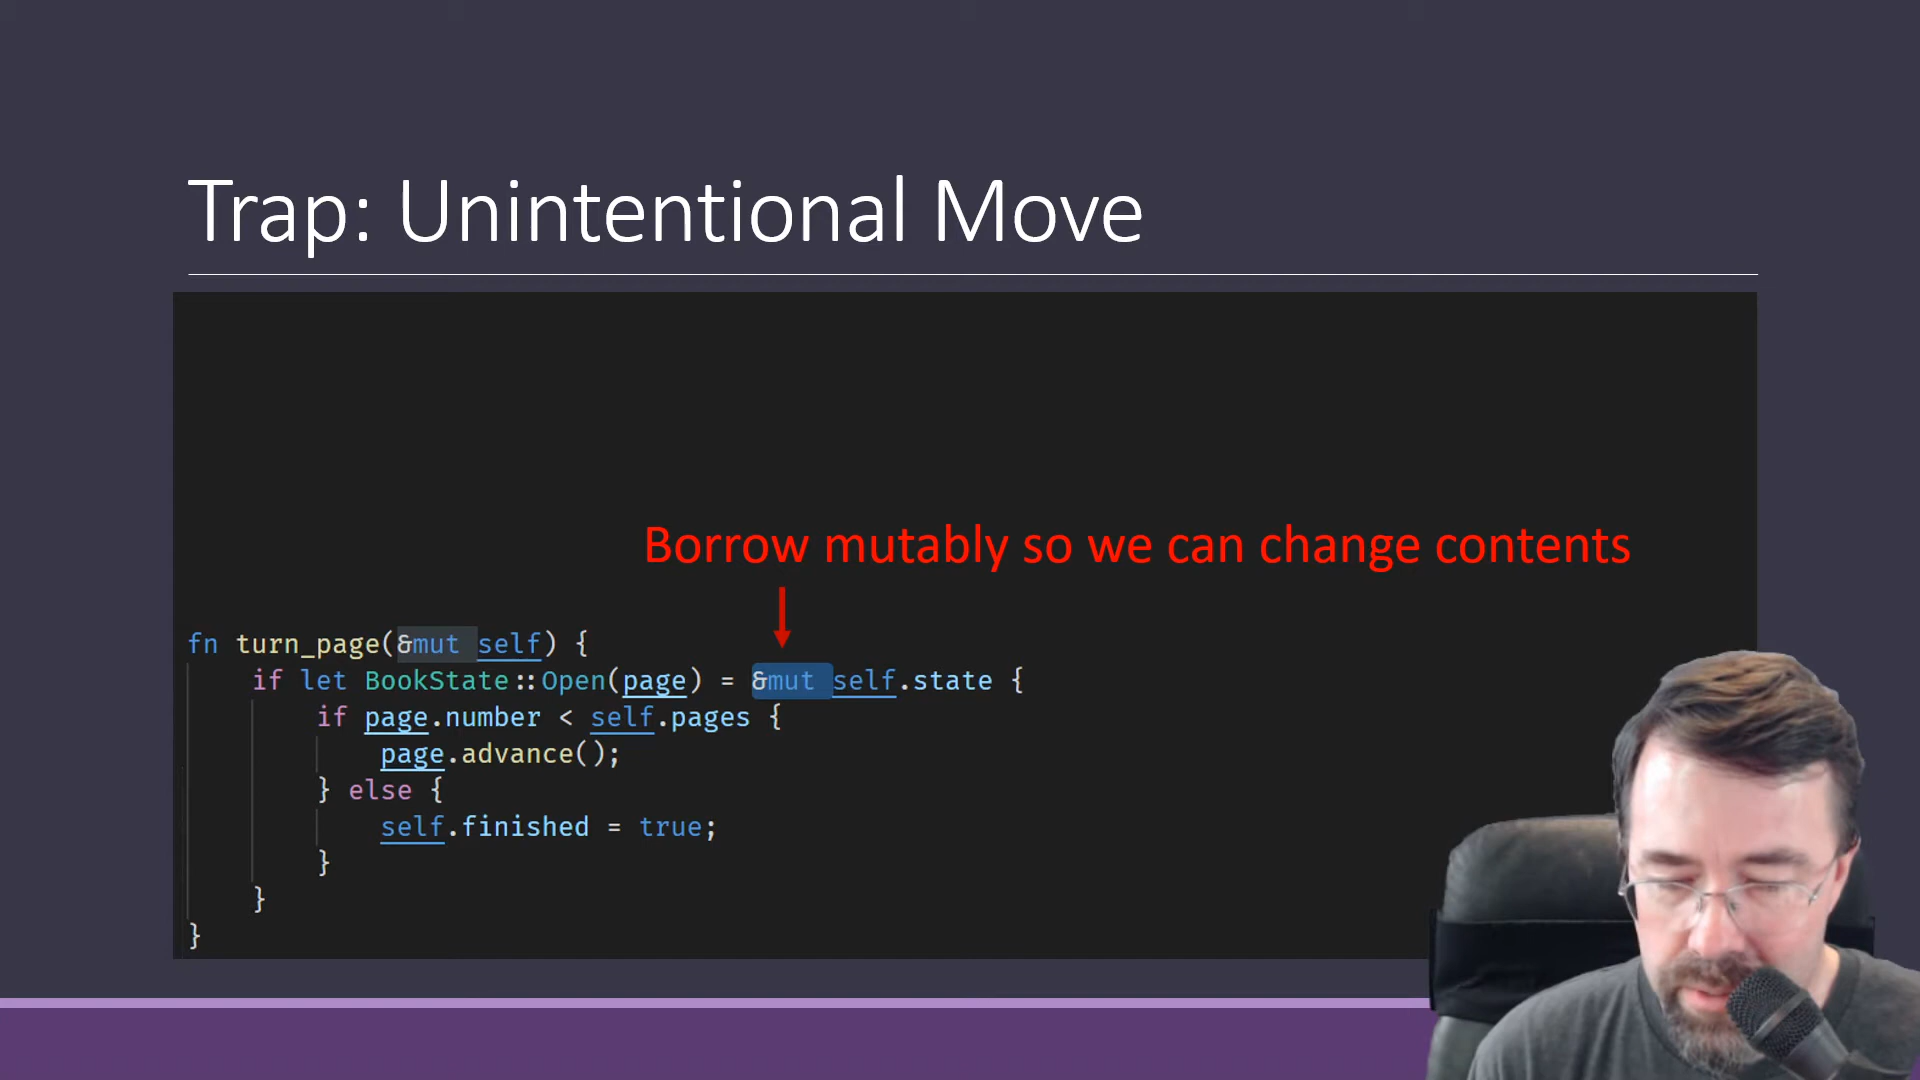 Trap: Unintentional Move
Borrow mutably so we can change contents
fn turn_page(&mut self) {
    if let BookState::Open(page) = &mut self.state {
        if page.number < self.pages {
            page.advance();
        } else {
            self.finished = true;
        }
    }
}